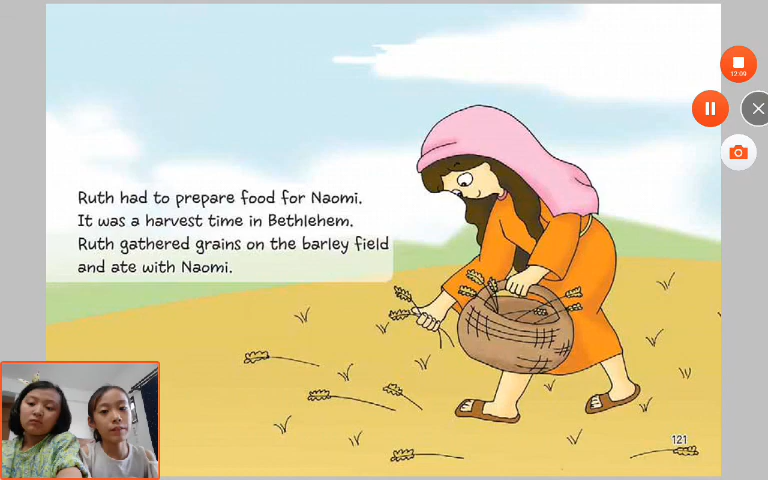 Ruth had to prepare food for Naomi.
It was a harvest time in Bethlehem.
Ruth gathered grains on the barley field
and ate with Naomi.
121
12:09